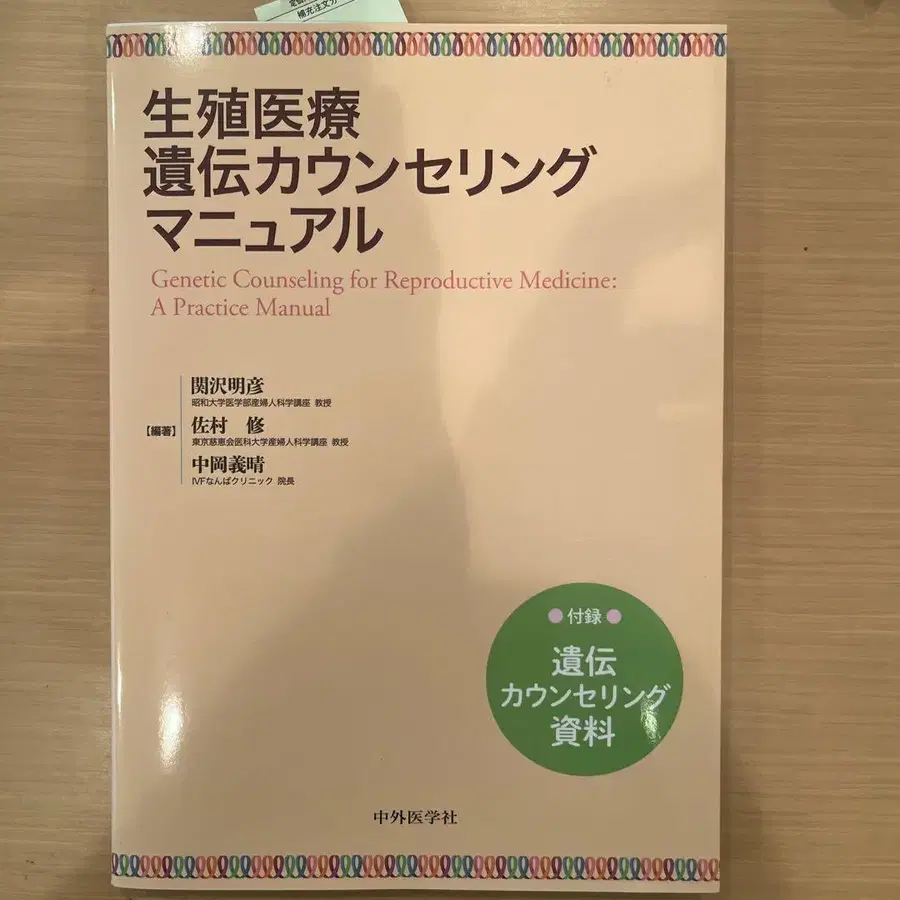 補充注文カ
生殖医療
遺伝カウンセリング
マニュアル
Genetic Counseling for Reproductive Medicine:
A Practice Manual
【編著】
関沢明彦
昭和大学医学部産婦人科学講座 教授
佐村 修
東京慈恵会医科大学産婦人科学講座 教授
中岡義晴
IVFなんばクリニック 院長
付録
遺伝
カウンセリング
資料
中外医学社